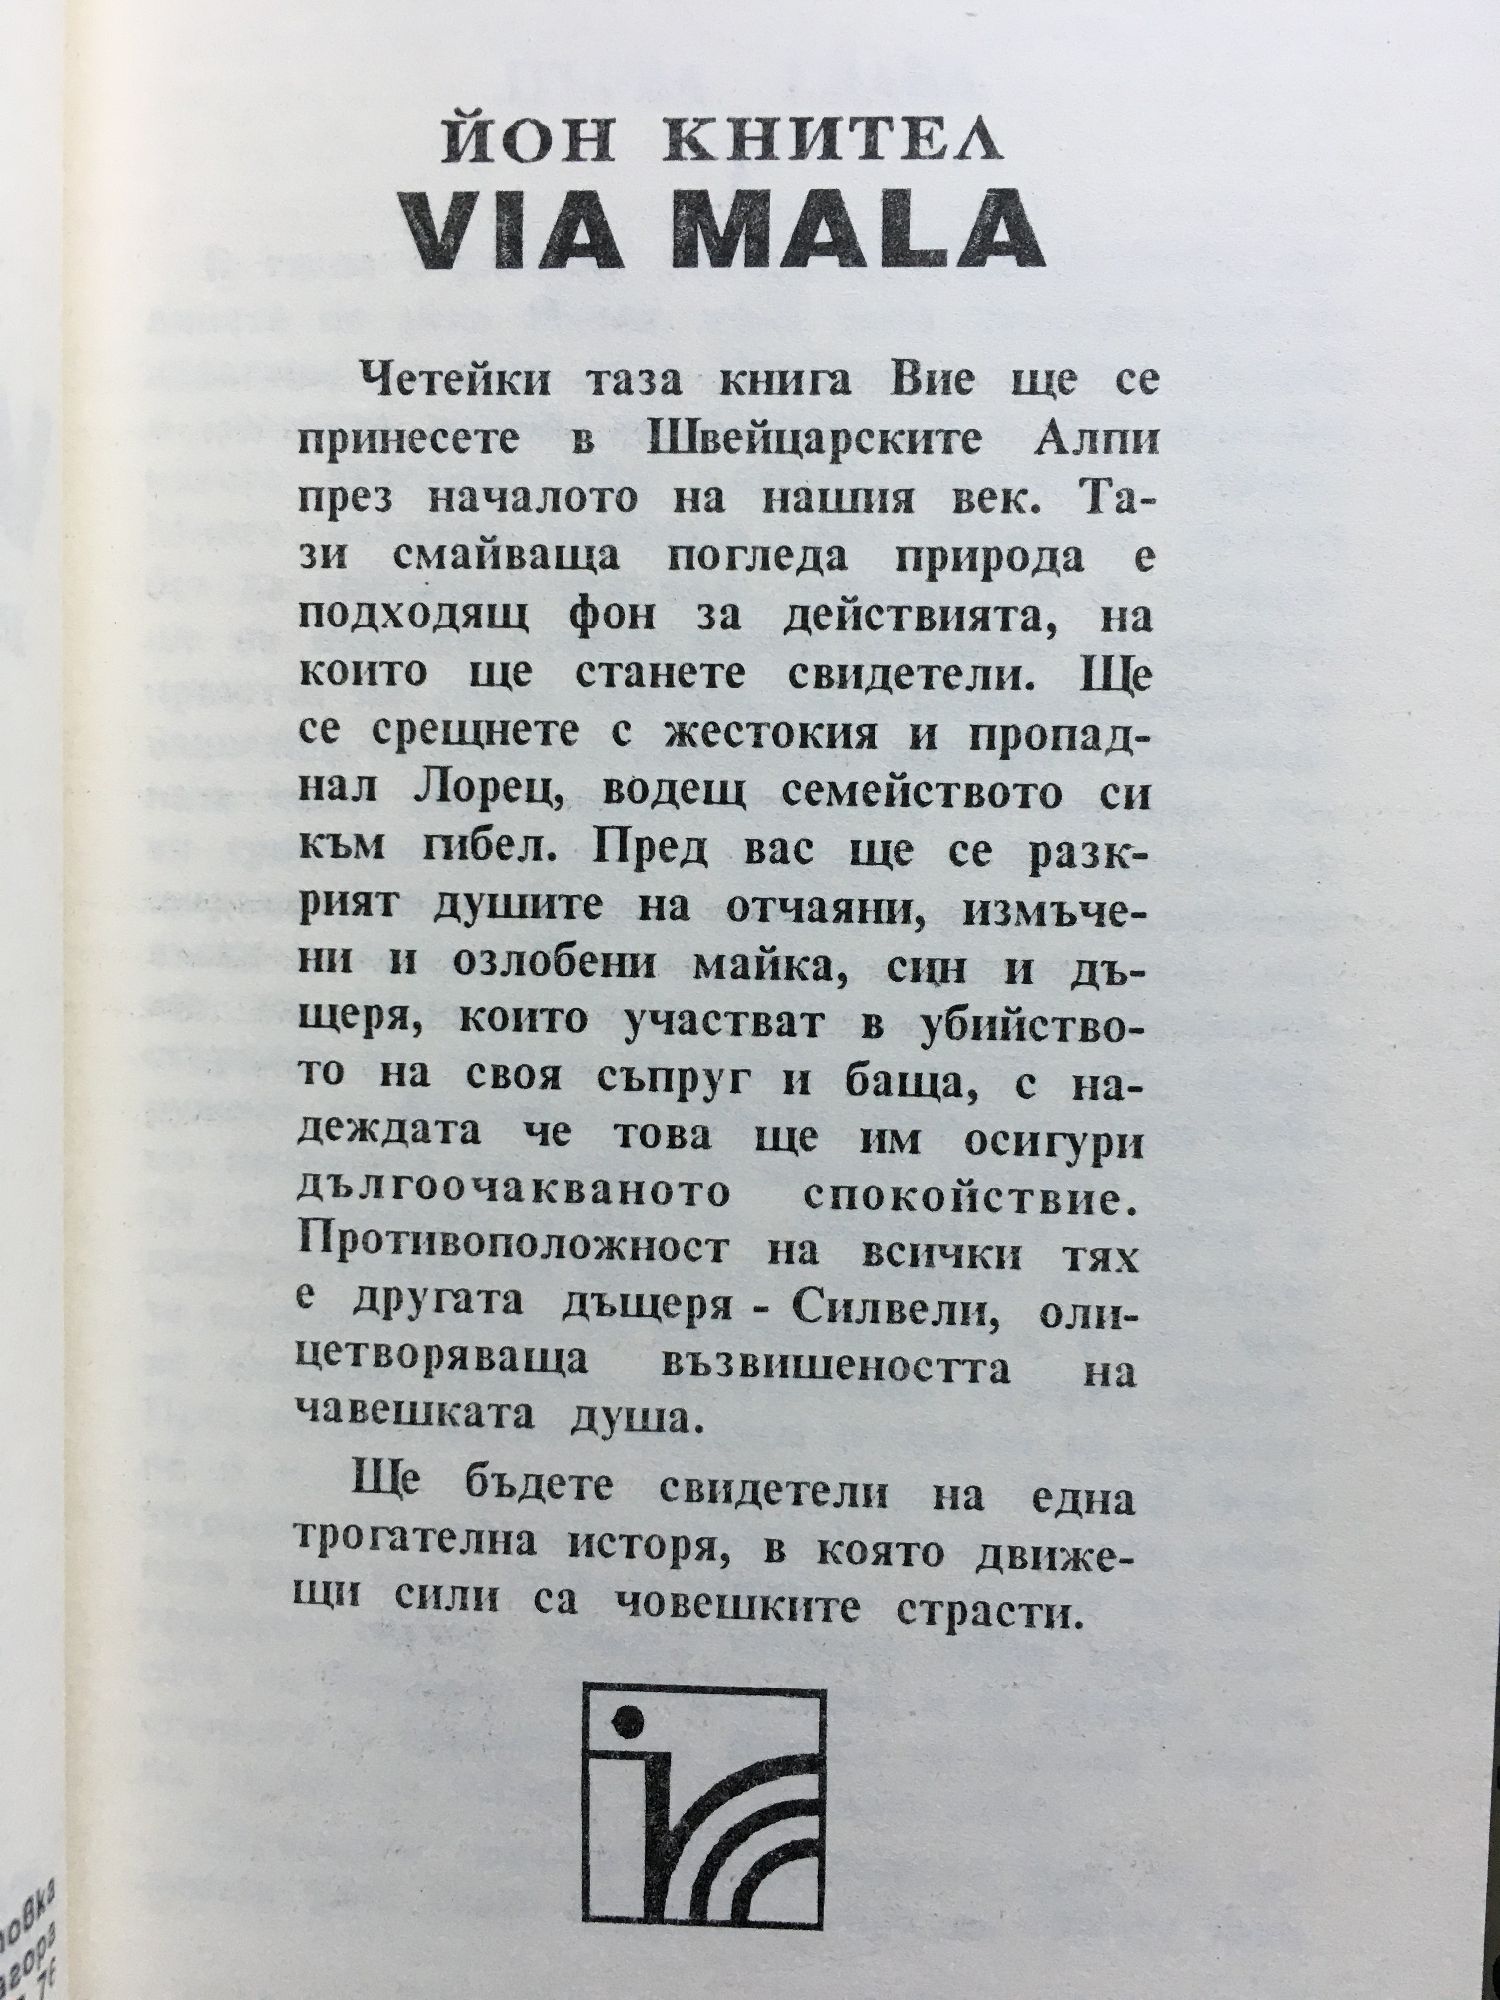 ЙОН КНИТЕЛ
VIA MALA
Четейки таза книга Вие ще се
принесете в Швейцарските Алпи
през началото на нашия век. Та-
зи смайваща погледа природа е
подходящ фон за действията, на
които ще станете свидетели. Ще
се срещнете с жестокия и пропад-
нал Лорец, водещ семейството си
към гибел. Пред вас ще се разк-
рият душите на отчаяни, измъче-
ни и озлобени майка, син и дъ-
щеря, които участват в убийство-
то на своя съпруг и баща, с на-
деждата че това ще им осигури
дългоочакваното спокойствие.
Противоположност на всички тях
е другата дъщеря - Силвели, оли-
цетворяваща възвишеността на
чавешката душа.
Ще бъдете свидетели на една
трогателна исторя, в която движе-
щи сили са човешките страсти.